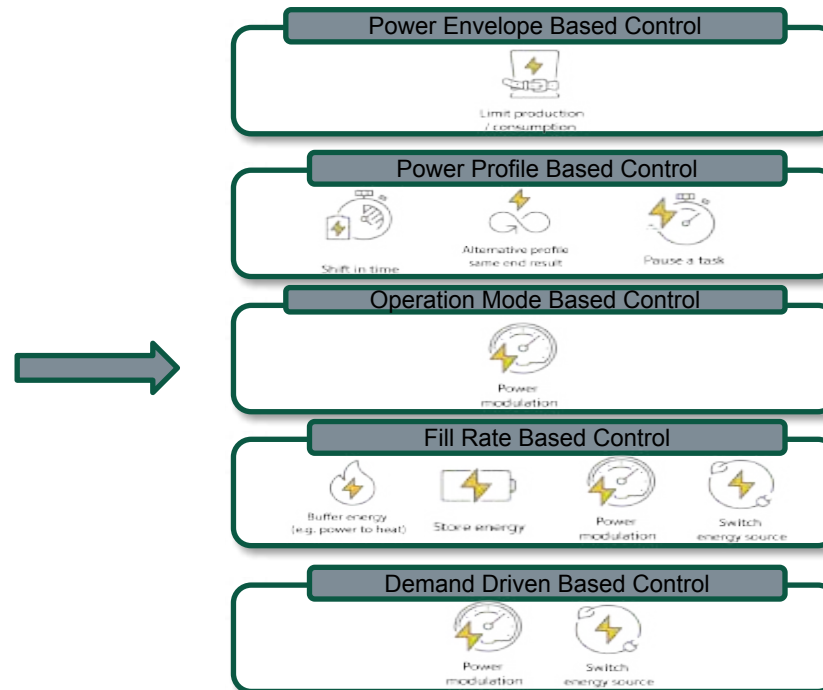 Power Envelope Based Control
Limit production
/ consumption
Power Profile Based Control
Shift in time
Alternative profile
same end result
Pause a task
Operation Mode Based Control
Power
modulation
Fill Rate Based Control
Buffer energy
(e.g. power to heat)
Store energy
Power
modulation
Switch
energy source
Demand Driven Based Control
Power
modulation
Switch
energy source